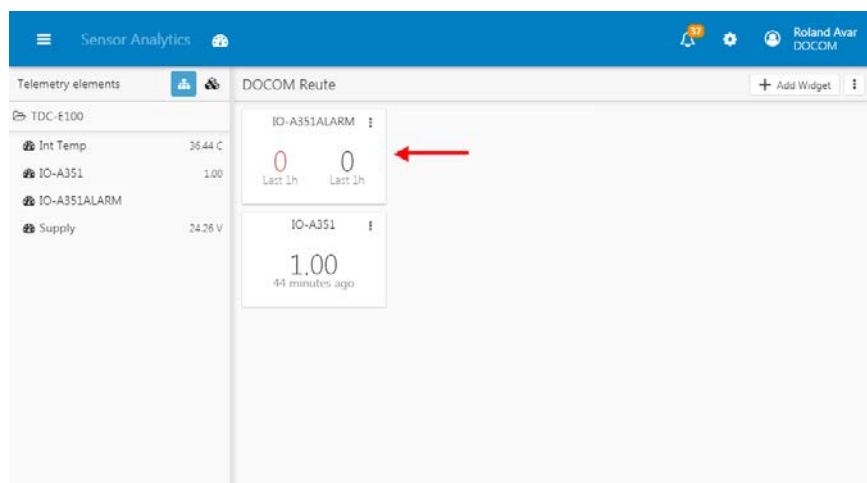 Sensor Analytics
37
Roland Avar
DOCOM
Telemetry elements
DOCOM Reute
+ Add Widget
TDC-E100
Int Temp 36.44 C
IO-A351 1.00
IO-A351ALARM
Supply 24.26 V
IO-A351ALARM
0 0
Last 1h Last 1h
IO-A351
1.00
44 minutes ago